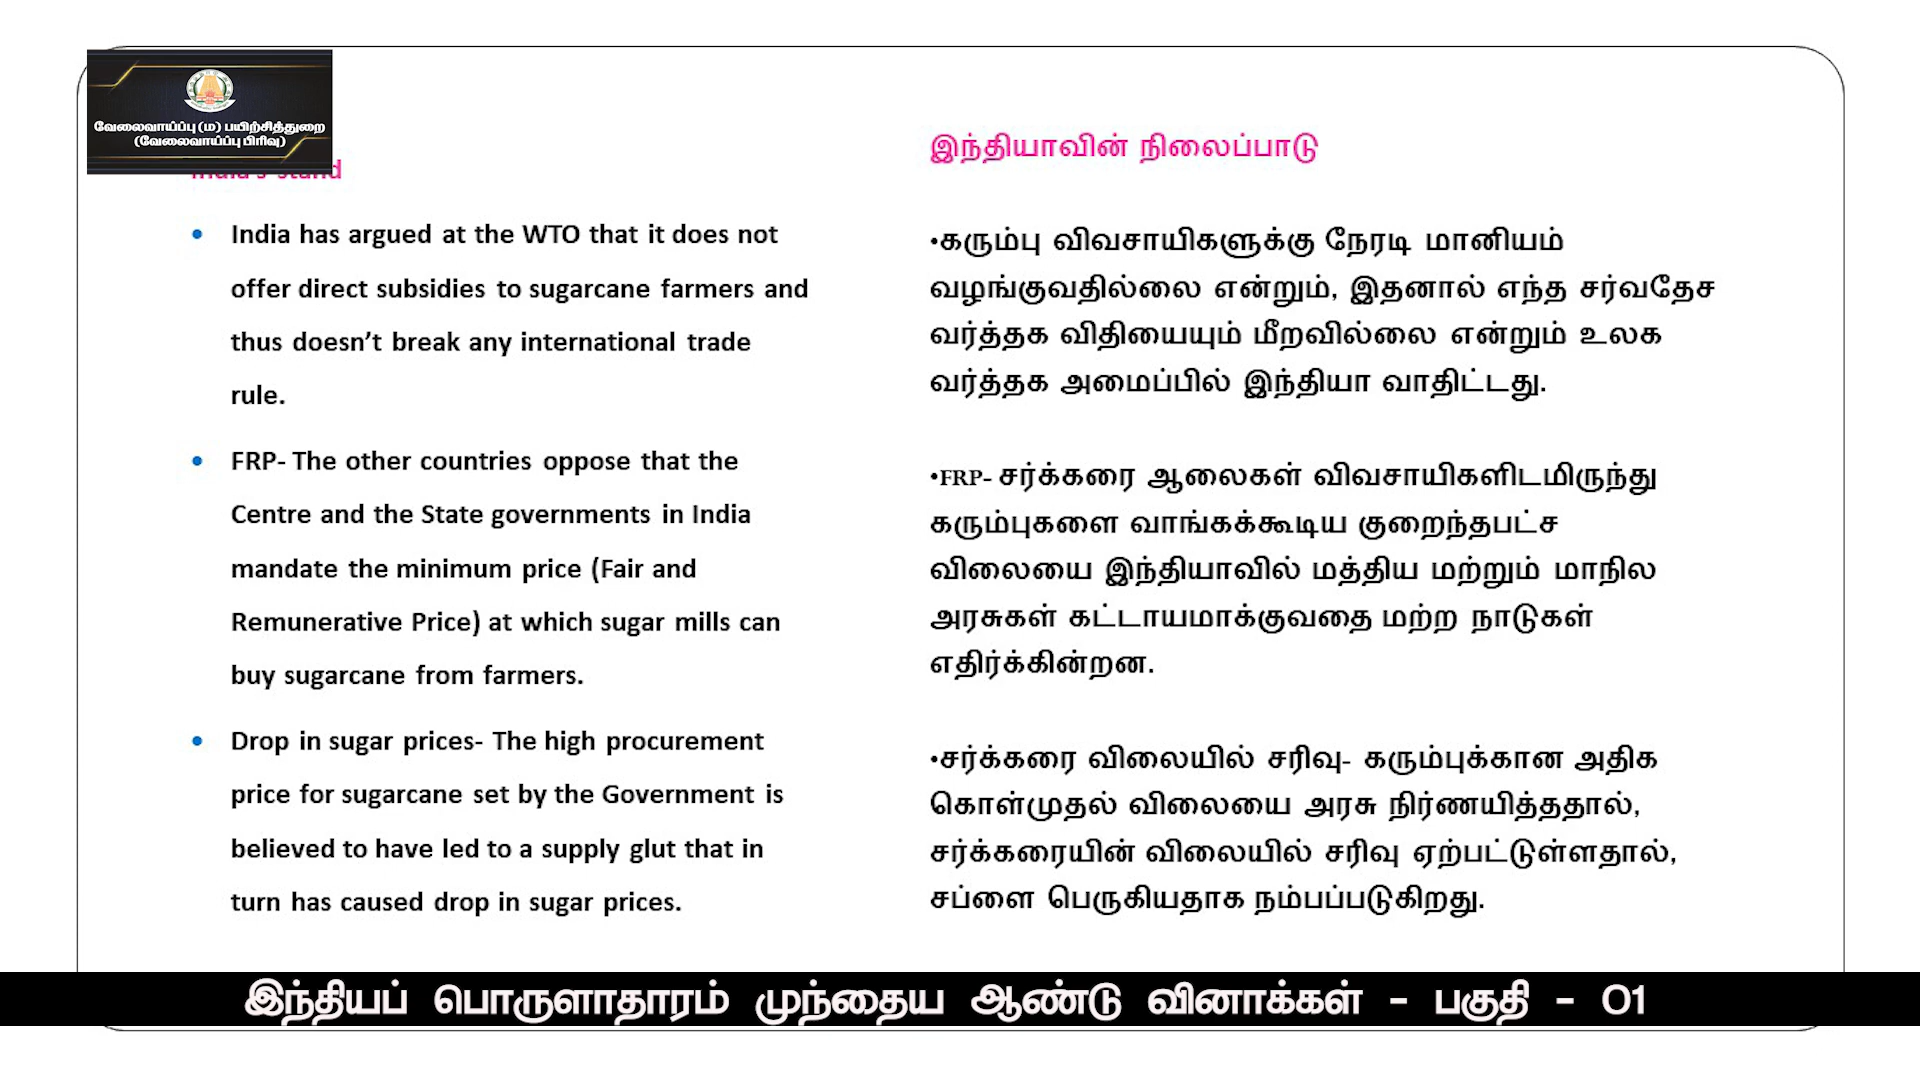 வேலைவாய்ப்பு (ம) பயிற்சித்துறை
(வேலைவாய்ப்பு பிரிவு)
India's stand
• India has argued at the WTO that it does not
offer direct subsidies to sugarcane farmers and
thus doesn’t break any international trade
rule.
• FRP- The other countries oppose that the
Centre and the State governments in India
mandate the minimum price (Fair and
Remunerative Price) at which sugar mills can
buy sugarcane from farmers.
• Drop in sugar prices- The high procurement
price for sugarcane set by the Government is
believed to have led to a supply glut that in
turn has caused drop in sugar prices.
இந்தியாவின் நிலைப்பாடு
•கரும்பு விவசாயிகளுக்கு நேரடி மானியம்
வழங்குவதில்லை என்றும், இதனால் எந்த சர்வதேச
வர்த்தக விதியையும் மீறவில்லை என்றும் உலக
வர்த்தக அமைப்பில் இந்தியா வாதிட்டது.
•FRP- சர்க்கரை ஆலைகள் விவசாயிகளிடமிருந்து
கரும்புகளை வாங்கக்கூடிய குறைந்தபட்ச
விலையை இந்தியாவில் மத்திய மற்றும் மாநில
அரசுகள் கட்டாயமாக்குவதை மற்ற நாடுகள்
எதிர்க்கின்றன.
•சர்க்கரை விலையில் சரிவு- கரும்புக்கான அதிக
கொள்முதல் விலையை அரசு நிர்ணயித்ததால்,
சர்க்கரையின் விலையில் சரிவு ஏற்பட்டுள்ளதால்,
சப்ளை பெருகியதாக நம்பப்படுகிறது.
இந்தியப் பொருளாதாரம் முந்தைய ஆண்டு வினாக்கள் - பகுதி - 01